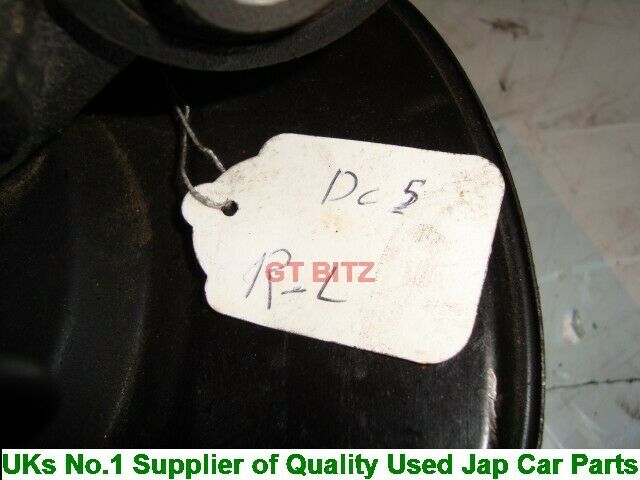 Dc5
GT BITZ
R-L
UKs No.1 Supplier of Quality Used Jap Car Parts